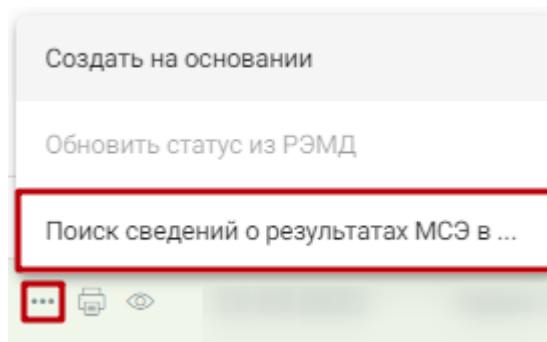 Создать на основании
Обновить статус из РЭМД
Поиск сведений о результатах МСЭ в ...